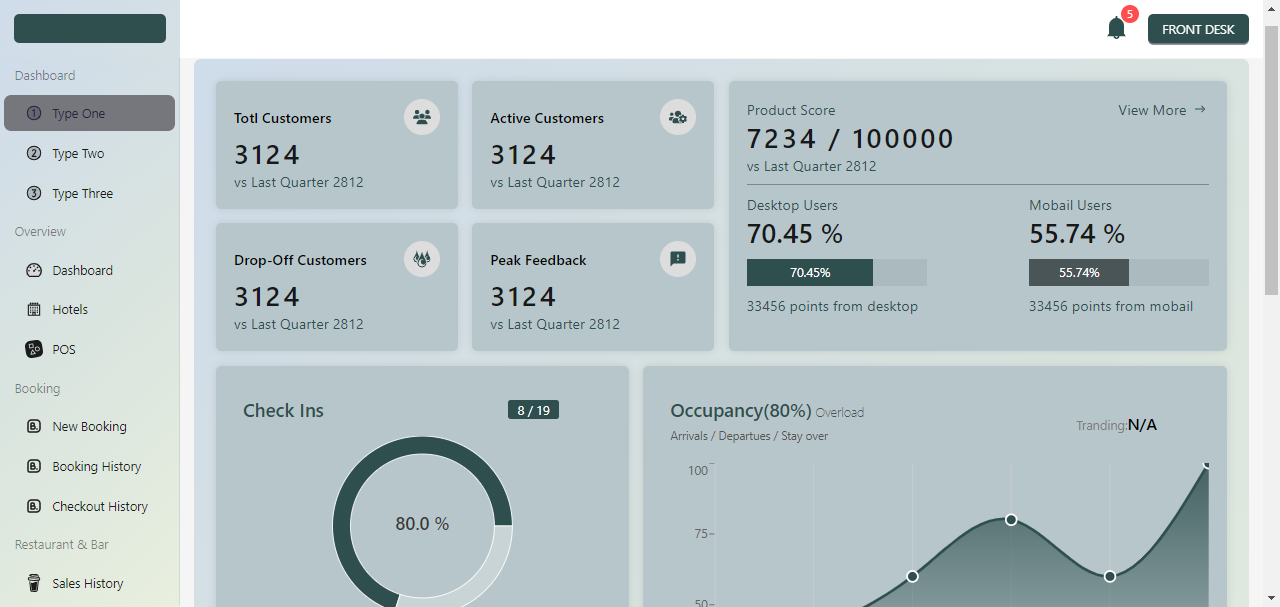 5
FRONT DESK
Dashboard
1 Type One
2 Type Two
3 Type Three
Overview
Dashboard
Hotels
POS
Booking
B. New Booking
B. Booking History
B. Checkout History
Restaurant & Bar
Sales History
Totl Customers
3124
vs Last Quarter 2812
Active Customers
3124
vs Last Quarter 2812
Drop-Off Customers
3124
vs Last Quarter 2812
Peak Feedback
3124
vs Last Quarter 2812
Product Score
View More →
7234 / 100000
vs Last Quarter 2812
Desktop Users
70.45 %
70.45%
33456 points from desktop
Mobail Users
55.74 %
55.74%
33456 points from mobail
Check Ins
8 / 19
80.0 %
Occupancy(80%) Overload
Arrivals / Departues / Stay over
Tranding:N/A
100
75
50